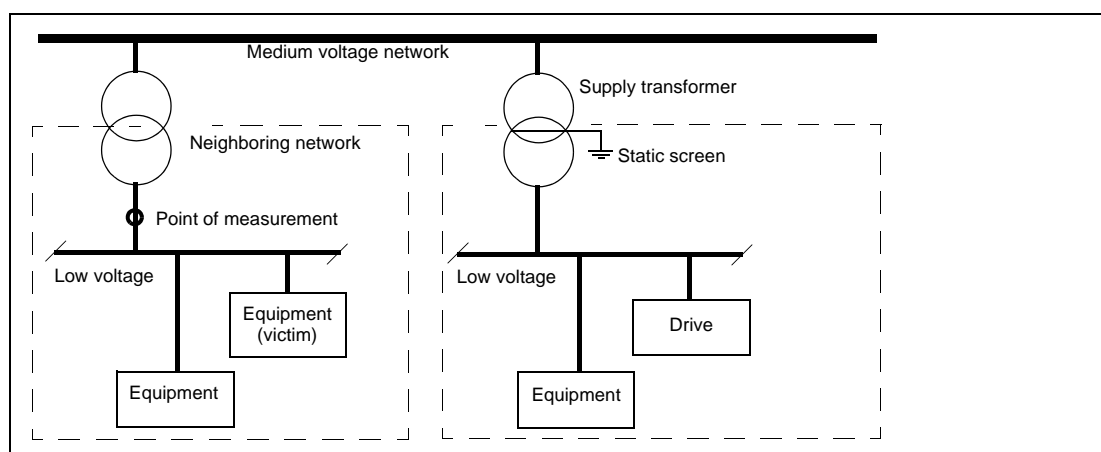 Medium voltage network
Supply transformer
Neighboring network
Static screen
Point of measurement
Low voltage
Low voltage
Equipment
(victim)
Drive
Equipment
Equipment